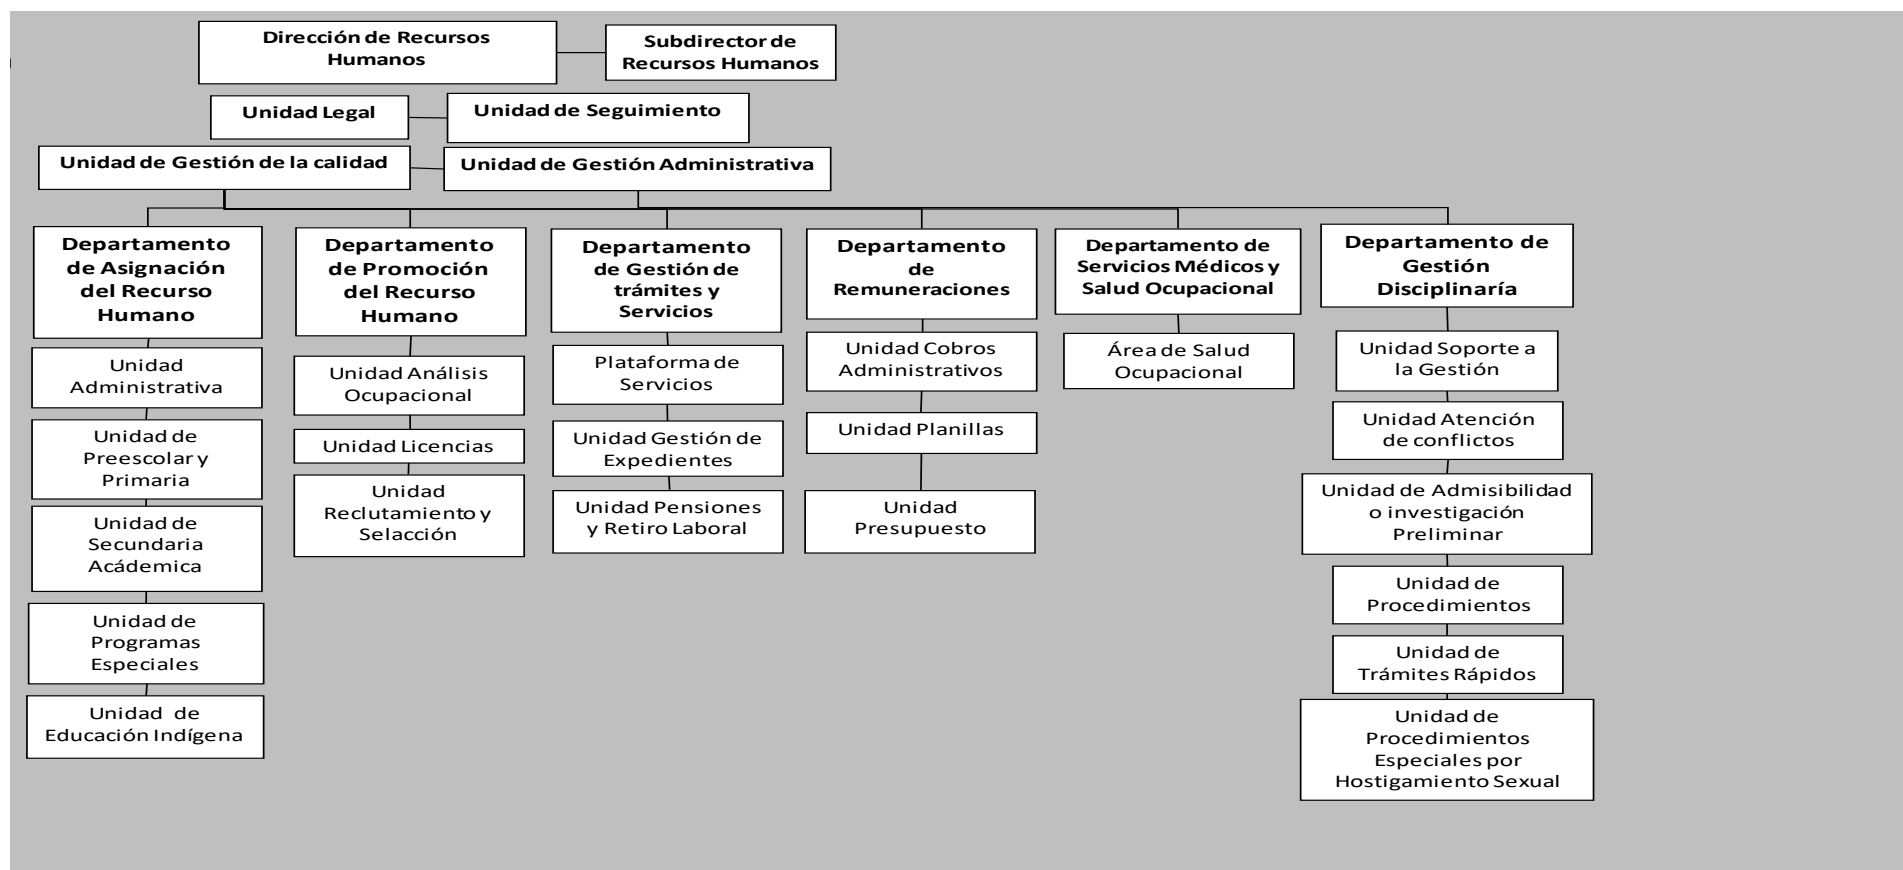 Dirección de Recursos
Humanos
Subdirector de
Recursos Humanos
Unidad Legal
Unidad de Seguimiento
Unidad de Gestión de la calidad
Unidad de Gestión Administrativa
Departamento
de Asignación
del Recurso
Humano
Unidad
Administrativa
Unidad de
Preescolar y
Primaria
Unidad de
Secundaria
Acádemica
Unidad de
Programas
Especiales
Unidad de
Educación Indígena
Departamento
de Promoción
del Recurso
Humano
Unidad Análisis
Ocupacional
Unidad Licencias
Unidad
Reclutamiento y
Selacción
Departamento
de Gestión de
trámites y
Servicios
Plataforma de
Servicios
Unidad Gestión de
Expedientes
Unidad Pensiones
y Retiro Laboral
Departamento
de
Remuneraciones
Unidad Cobros
Administrativos
Unidad Planillas
Unidad
Presupuesto
Departamento de
Servicios Médicos y
Salud Ocupacional
Área de Salud
Ocupacional
Departamento de
Gestión
Disciplinaría
Unidad Soporte a
la Gestión
Unidad Atención
de conflictos
Unidad de Admisibilidad
o investigación
Preliminar
Unidad de
Procedimientos
Unidad de
Trámites Rápidos
Unidad de
Procedimientos
Especiales por
Hostigamiento Sexual